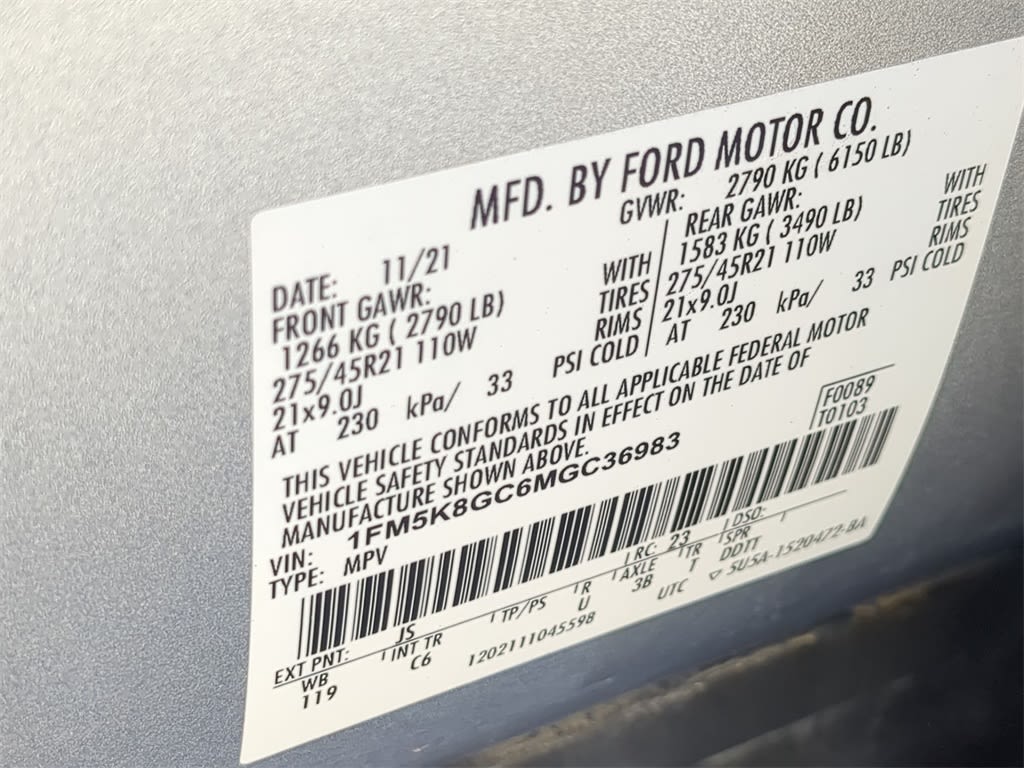 MFD. BY FORD MOTOR CO.
DATE: 11/21 GVWR: 2790 KG ( 6150 LB)
FRONT GAWR: REAR GAWR:
1266 KG ( 2790 LB) WITH 1583 KG ( 3490 LB) WITH
275/45R21 110W TIRES 275/45R21 110W TIRES
21x9.0J RIMS 21x9.0J RIMS
AT 230 kPa/ 33 PSI COLD AT 230 kPa/ 33 PSI COLD
THIS VEHICLE CONFORMS TO ALL APPLICABLE FEDERAL MOTOR
VEHICLE SAFETY STANDARDS IN EFFECT ON THE DATE OF
MANUFACTURE SHOWN ABOVE.
F0089
T0103
VIN: 1FM5K8GC6MGC36983
TYPE: MPV
EXT PNT: JS RC: 23 DSO:
WB INT TR TP/PS R AXLE TR SPR
119 C6 U 3B T DDTT
1202111045598 UTC ▽ 5U5A-1520472-BA